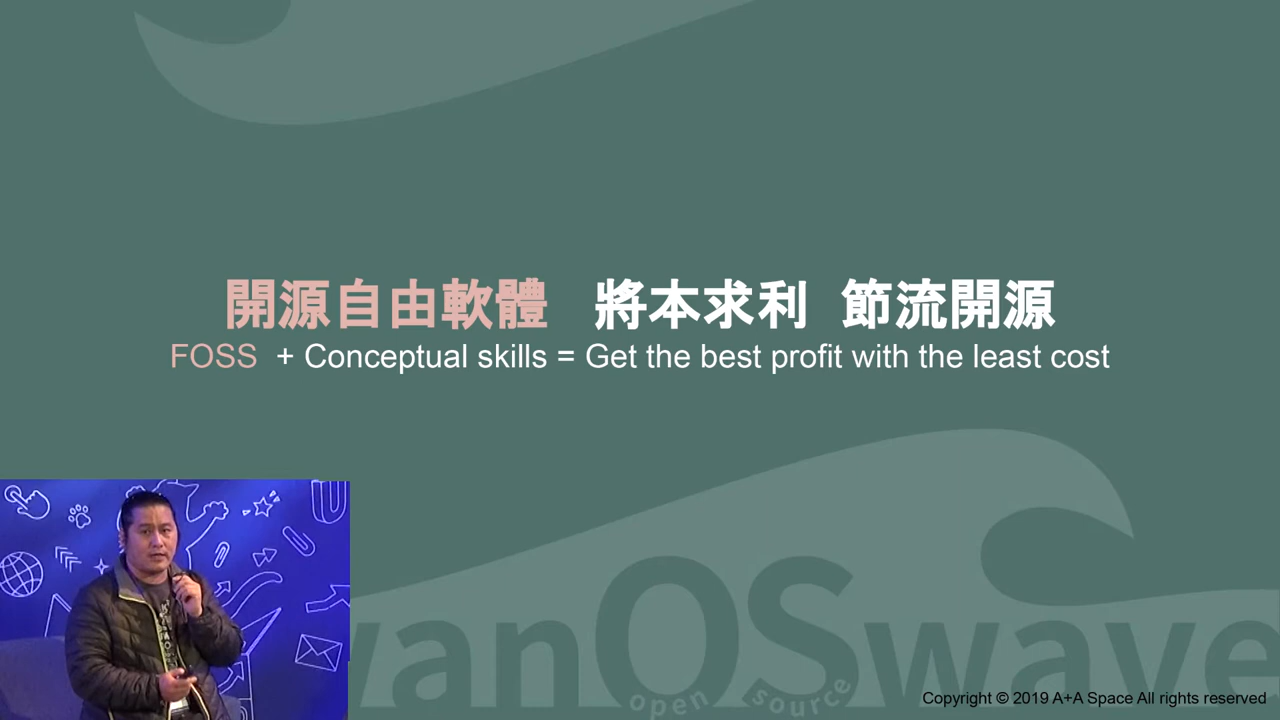 開源自由軟體 將本求利 節流開源
FOSS + Conceptual skills = Get the best profit with the least cost
wanOSwave
open source
Copyright © 2019 A+A Space All rights reserved